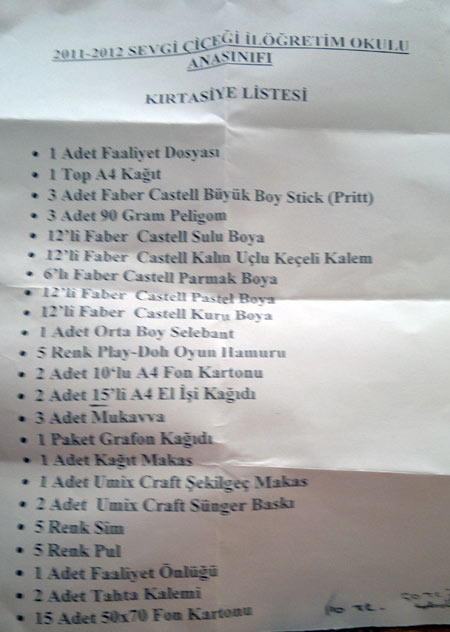 2011-2012 SEVGİ ÇİÇEĞİ İLÖĞRETİM OKULU
ANASINIFI
KIRTASİYE LİSTESİ
• 1 Adet Faaliyet Dosyası
• 1 Top A4 Kağıt
• 3 Adet Faber Castell Büyük Boy Stick (Pritt)
• 3 Adet 90 Gram Peligom
• 12'li Faber Castell Sulu Boya
• 12'li Faber Castell Kalın Uçlu Keçeli Kalem
• 6'lı Faber Castell Parmak Boya
• 12'li Faber Castell Pastel Boya
• 12'li Faber Castell Kuru Boya
• 1 Adet Orta Boy Selebant
• 5 Renk Play-Doh Oyun Hamuru
• 2 Adet 10'lu A4 Fon Kartonu
• 2 Adet 15'li A4 El İşi Kağıdı
• 3 Adet Mukavva
• 1 Paket Grafon Kağıdı
• 1 Adet Kağıt Makas
• 1 Adet Umix Craft Şekilgeç Makas
• 2 Adet Umix Craft Sünger Baskı
• 5 Renk Sim
• 5 Renk Pul
• 1 Adet Faaliyet Önlüğü
• 2 Adet Tahta Kalemi
• 15 Adet 50x70 Fon Kartonu